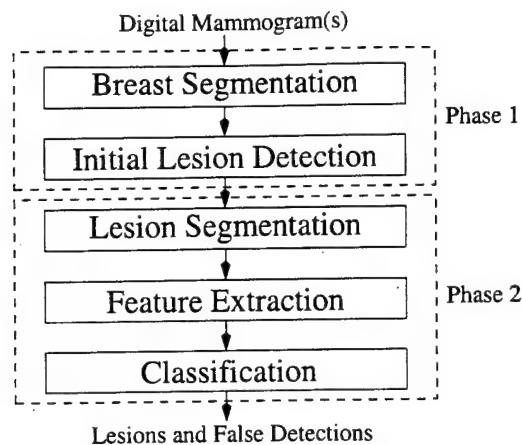 Digital Mammogram(s)
Breast Segmentation
Phase 1
Initial Lesion Detection
Lesion Segmentation
Feature Extraction
Phase 2
Classification
Lesions and False Detections